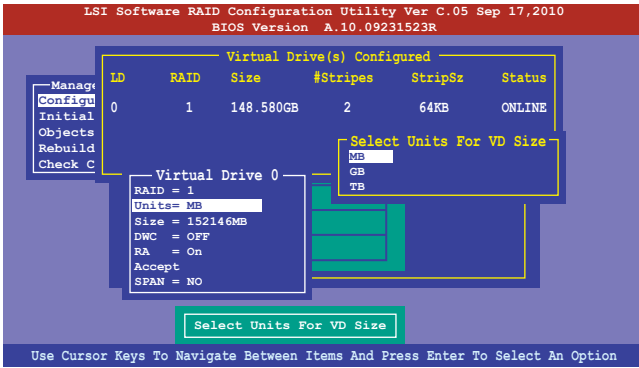 LSI Software RAID Configuration Utility Ver C.05 Sep 17,2010
BIOS Version A.10.09231523R
Virtual Drive(s) Configured
LD RAID Size #Stripes StripSz Status
0 1 148.580GB 2 64KB ONLINE
Manage
Configu
Initial
Objects
Rebuild
Check C
Select Units For VD Size
MB
GB
TB
Virtual Drive 0
RAID = 1
Units= MB
Size = 152146MB
DWC = OFF
RA = On
Accept
SPAN = NO
Select Units For VD Size
Use Cursor Keys To Navigate Between Items And Press Enter To Select An Option